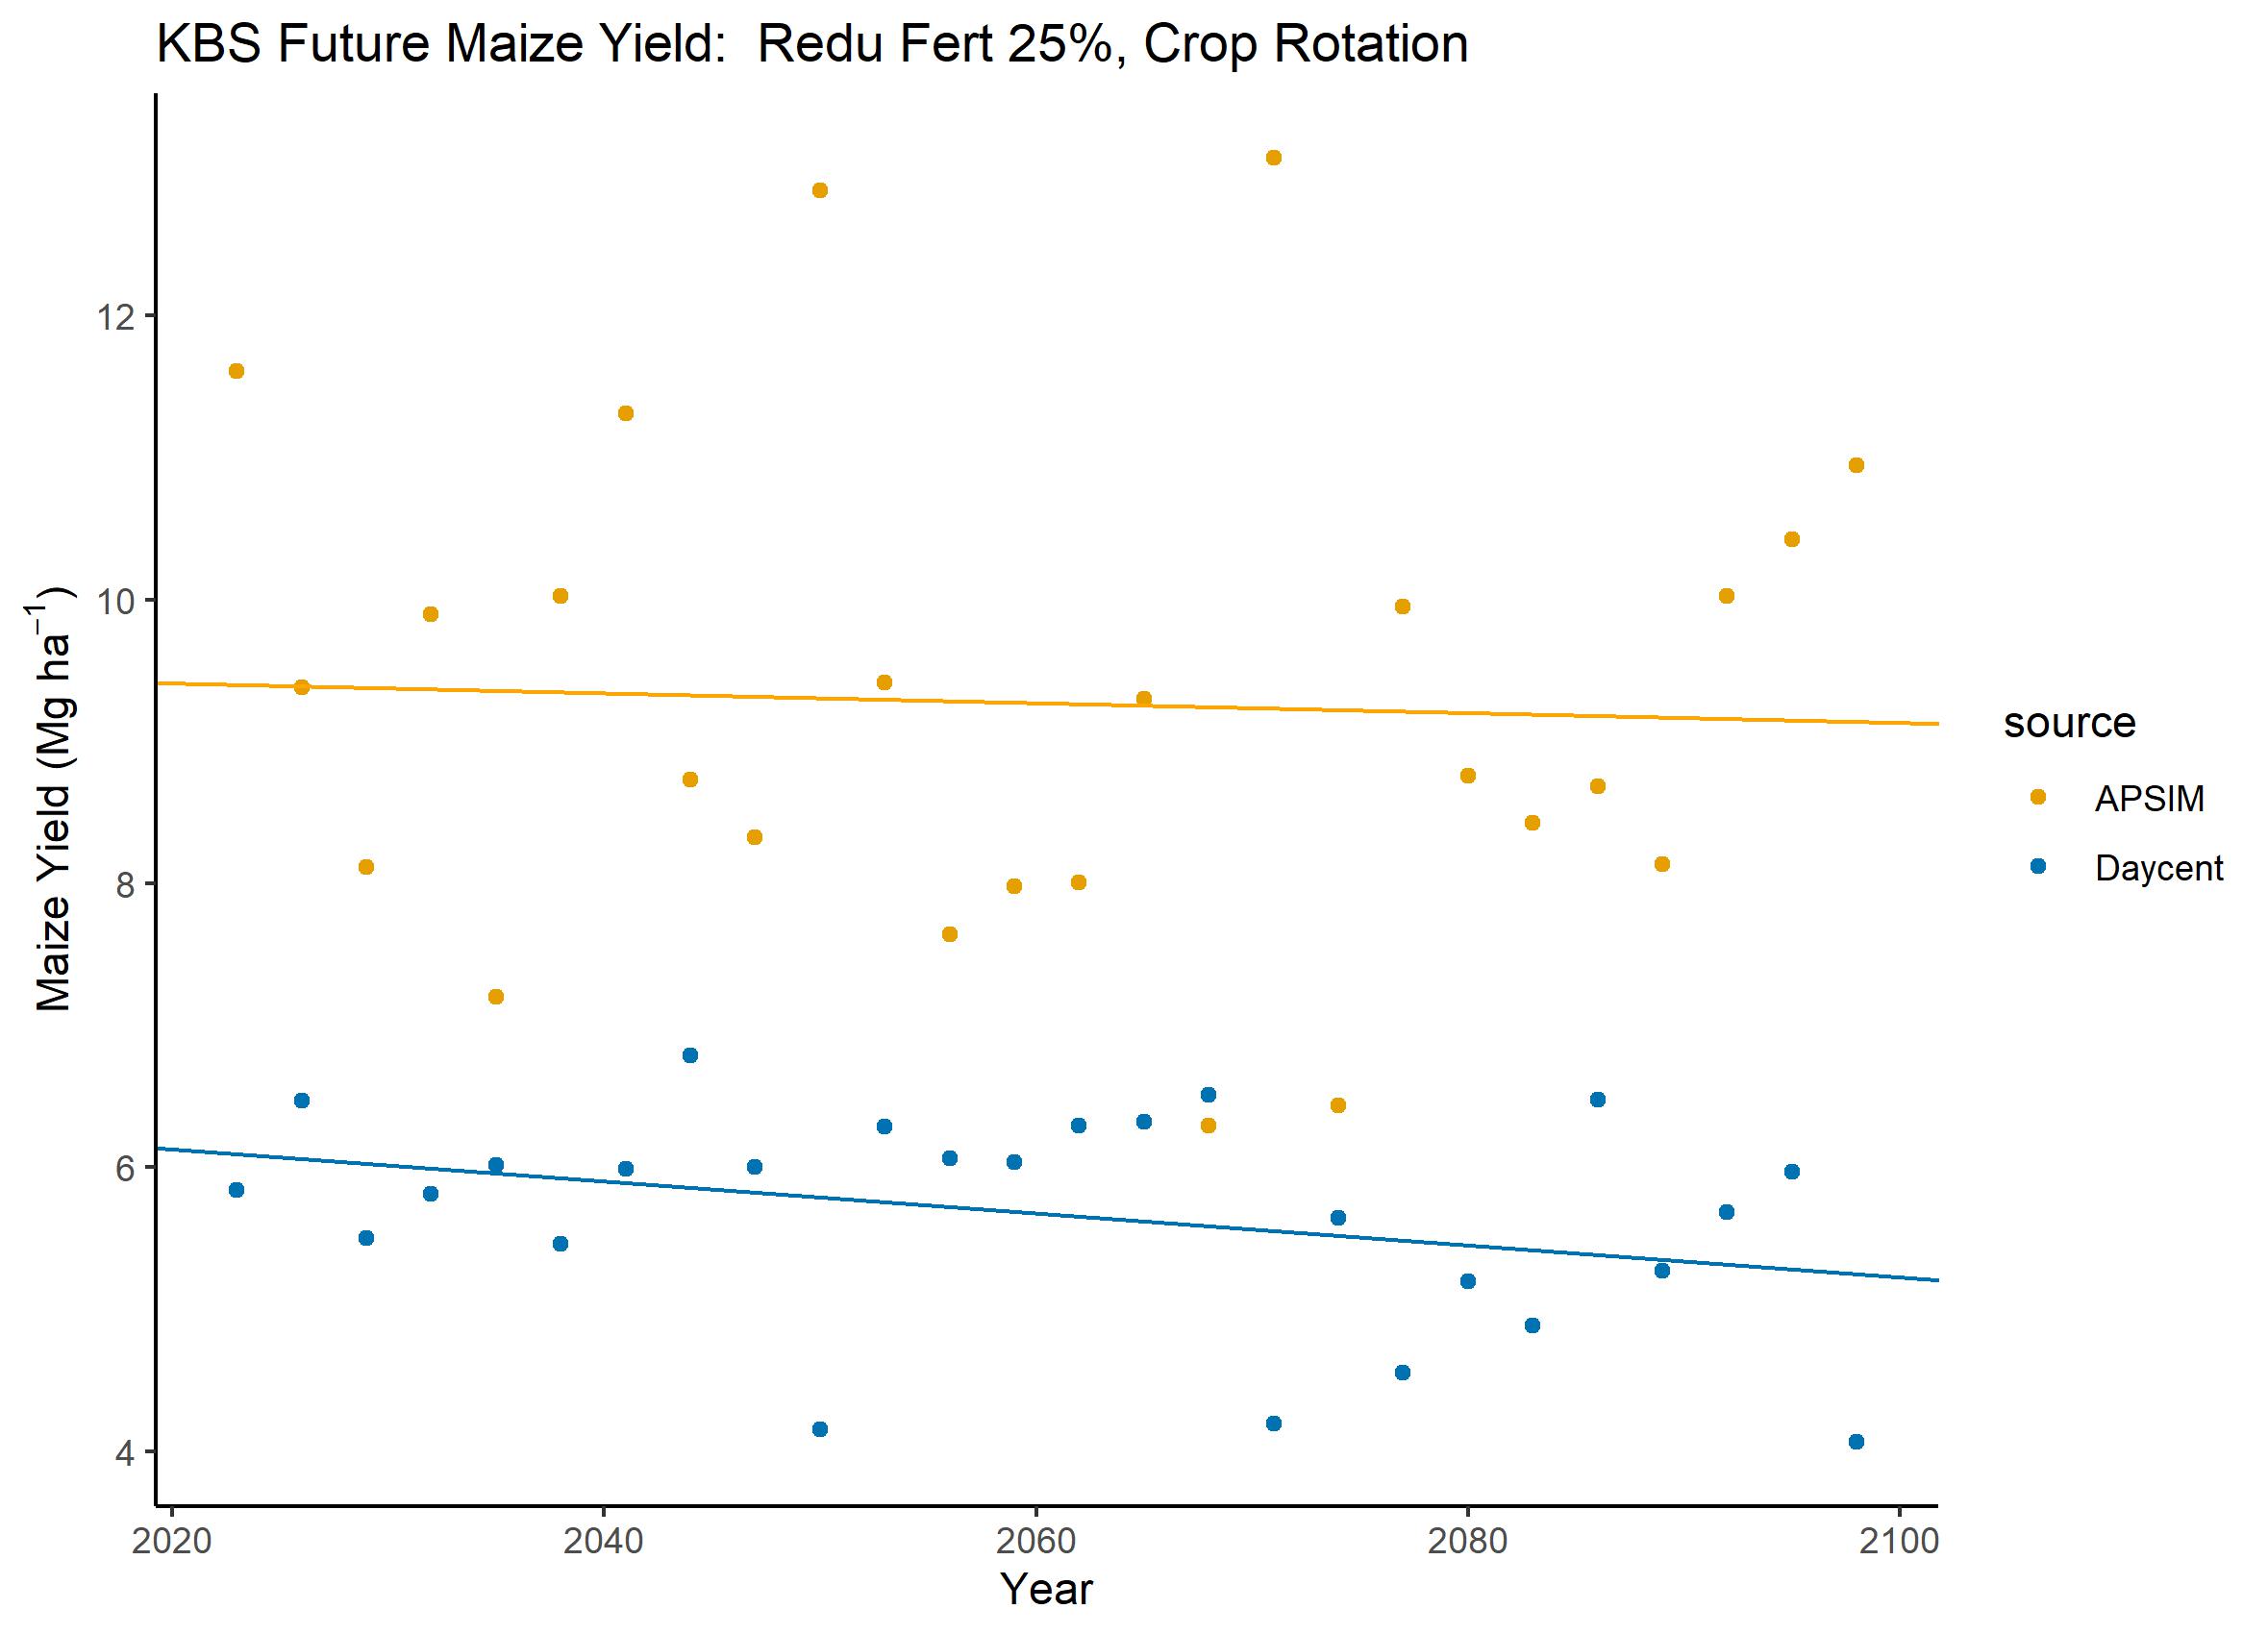 KBS Future Maize Yield:  Redu Fert 25%, Crop Rotation
Maize Yield (Mg ha⁻¹)
12
10
8
6
4
2020
2040
2060
2080
2100
Year
source
APSIM
Daycent